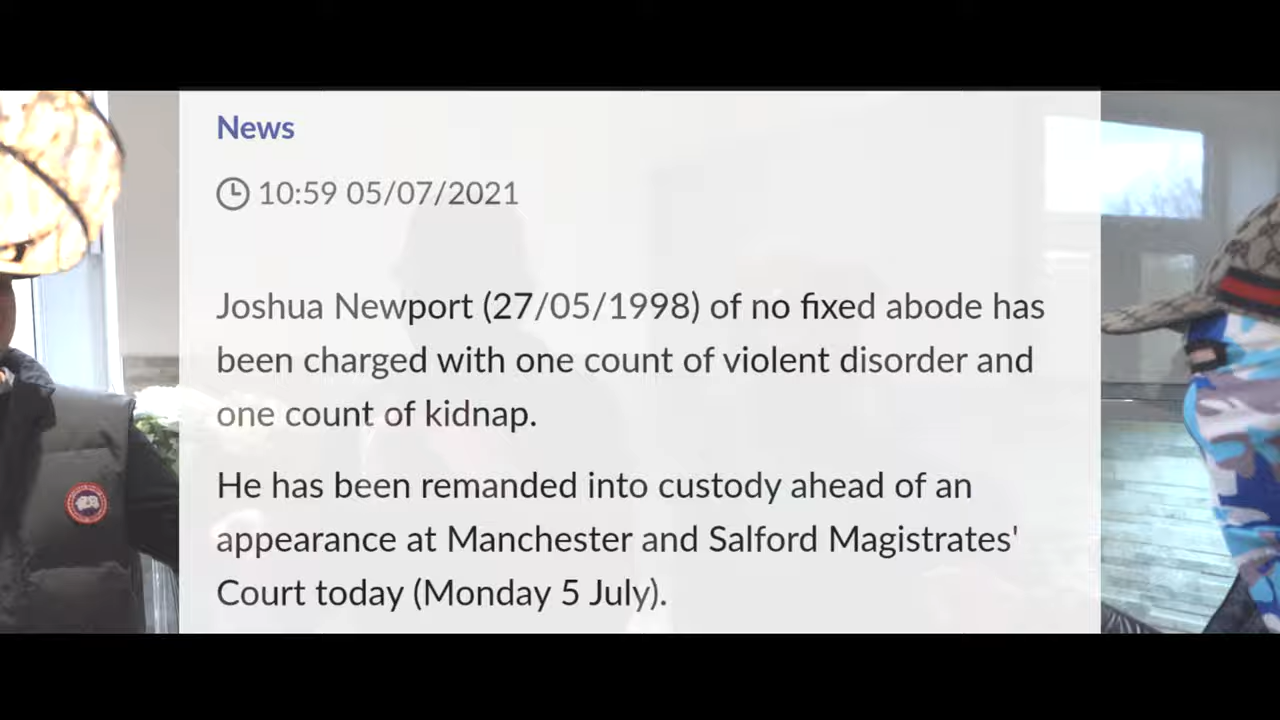 News
10:59 05/07/2021
Joshua Newport (27/05/1998) of no fixed abode has
been charged with one count of violent disorder and
one count of kidnap.
He has been remanded into custody ahead of an
appearance at Manchester and Salford Magistrates'
Court today (Monday 5 July).